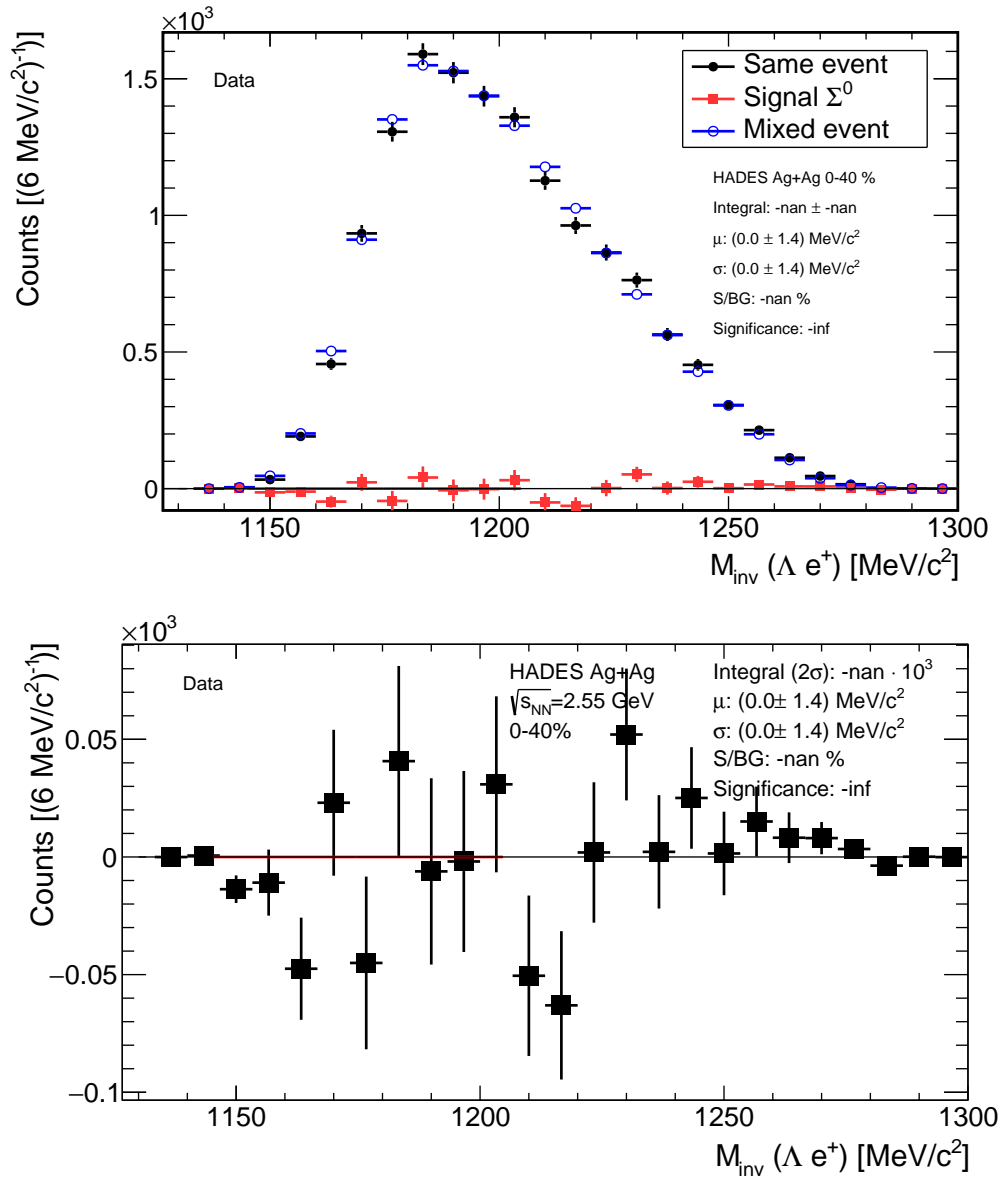 ×10³
Counts [(6 MeV/c²)⁻¹)]
Data
Same event
Signal Σ⁰
Mixed event
HADES Ag+Ag 0-40 %
Integral: -nan ± -nan
μ: (0.0 ± 1.4) MeV/c²
σ: (0.0 ± 1.4) MeV/c²
S/BG: -nan %
Significance: -inf
1.5
1
0.5
0
1150 1200 1250 1300
M_inv (Λ e⁺) [MeV/c²]
×10³
Counts [(6 MeV/c²)⁻¹)]
Data
HADES Ag+Ag
√s_NN=2.55 GeV
0-40%
Integral (2σ): -nan · 10³
μ: (0.0± 1.4) MeV/c²
σ: (0.0± 1.4) MeV/c²
S/BG: -nan %
Significance: -inf
0.05
0
−0.05
−0.1
1150 1200 1250 1300
M_inv (Λ e⁺) [MeV/c²]